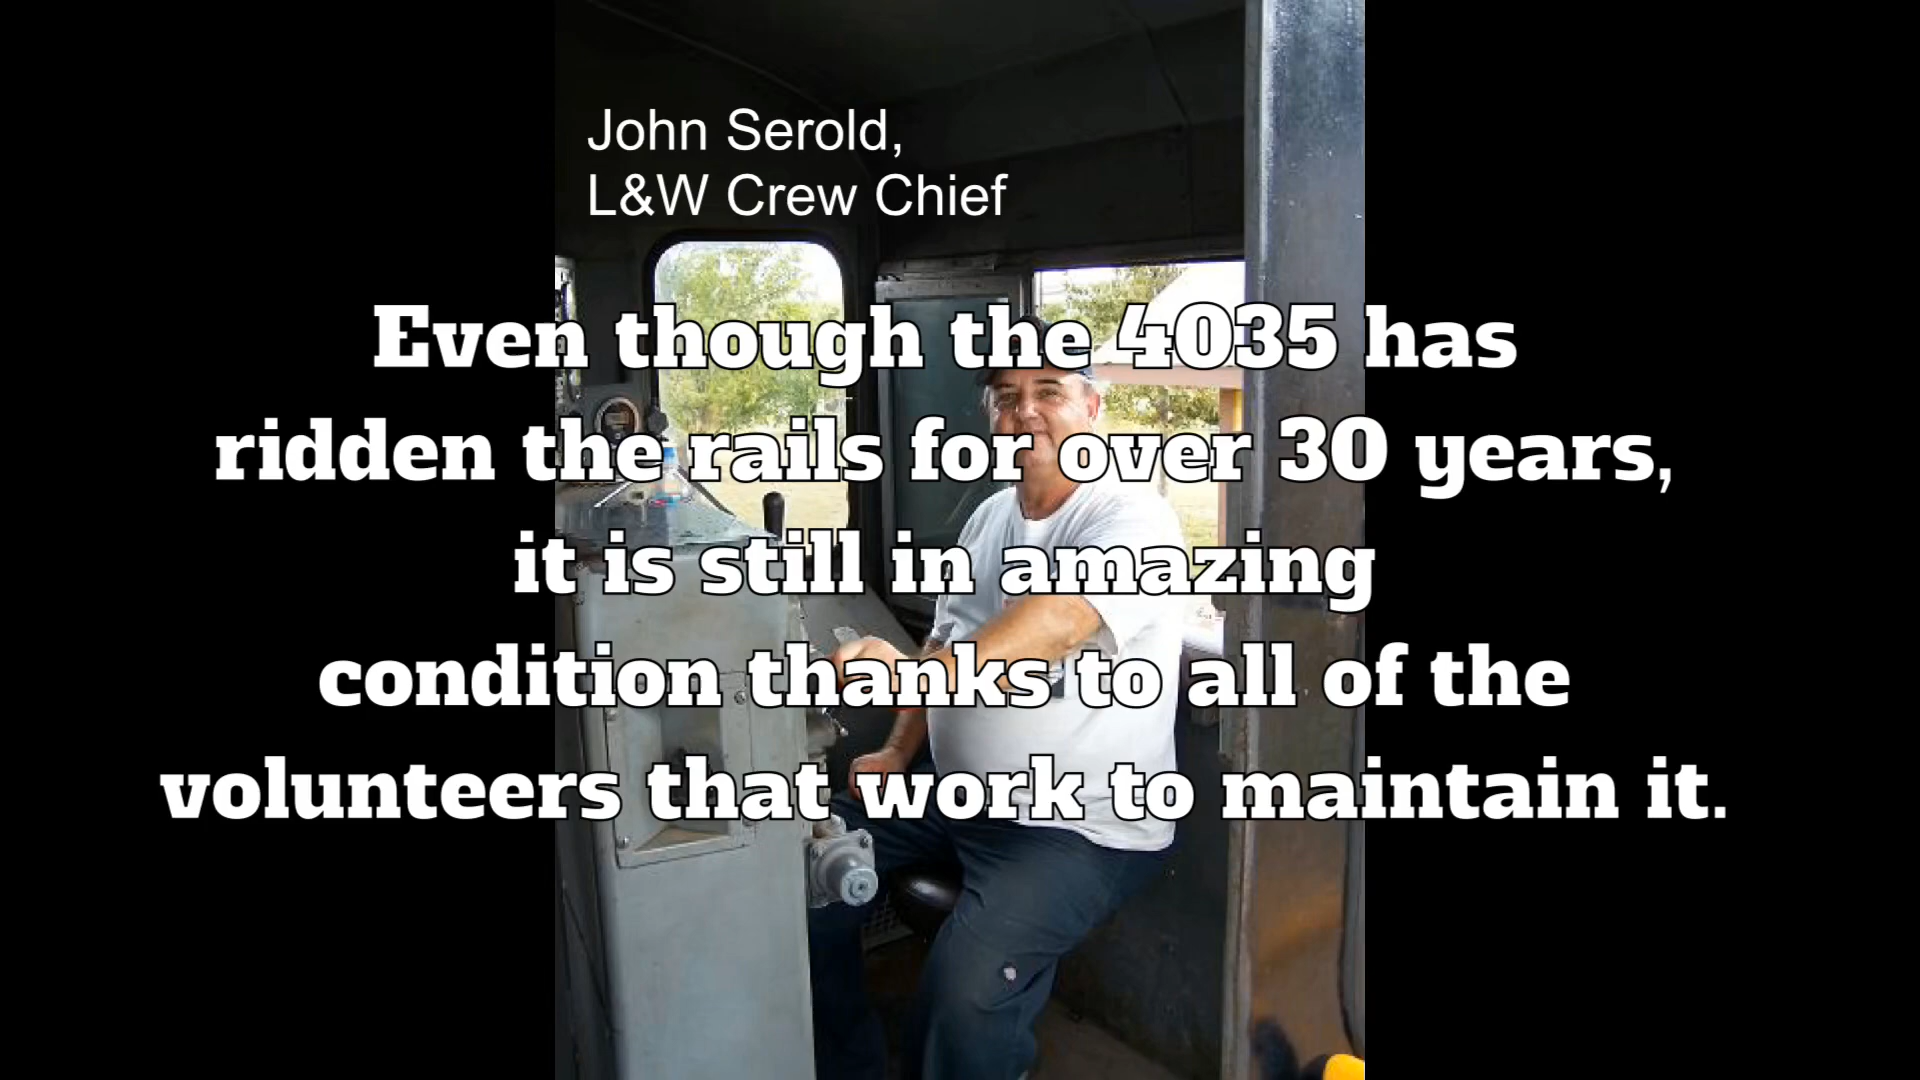 John Serold,
L&W Crew Chief
Even though the 4035 has
ridden the rails for over 30 years,
it is still in amazing
condition thanks to all of the
volunteers that work to maintain it.